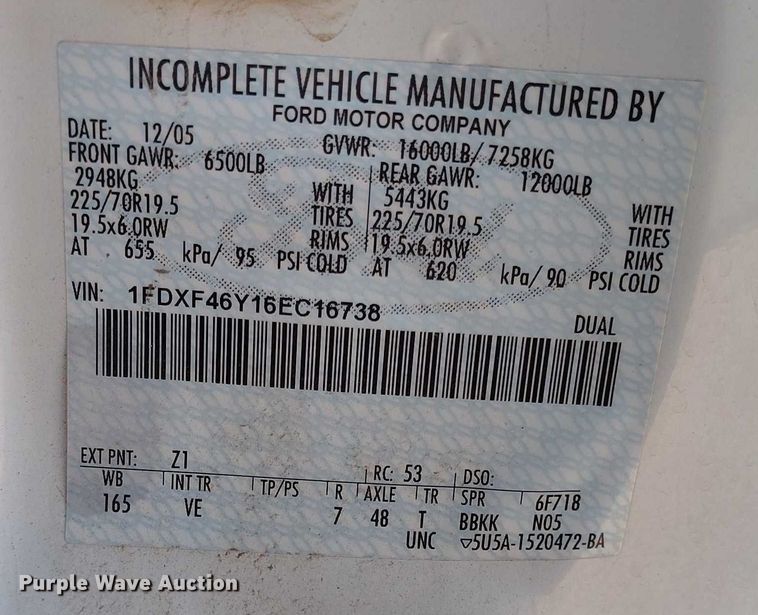 INCOMPLETE VEHICLE MANUFACTURED BY
FORD MOTOR COMPANY
DATE: 12/05 GVWR: 16000LB/ 7258KG
FRONT GAWR: 6500LB REAR GAWR: 12000LB
2948KG WITH 5443KG WITH
225/70R19.5 TIRES 225/70R19.5 TIRES
19.5x6.0RW RIMS 19.5x6.0RW RIMS
AT 655 kPa/ 95 PSI COLD AT 620 kPa/ 90 PSI COLD
VIN: 1FDXF46Y16EC16738
DUAL
EXT PNT: Z1 RC: 53 DSO:
WB INT TR TP/PS R AXLE TR SPR 6F718
165 VE 7 48 T BBKK N05
UNC ▽5U5A-1520472-BA
Purple Wave Auction